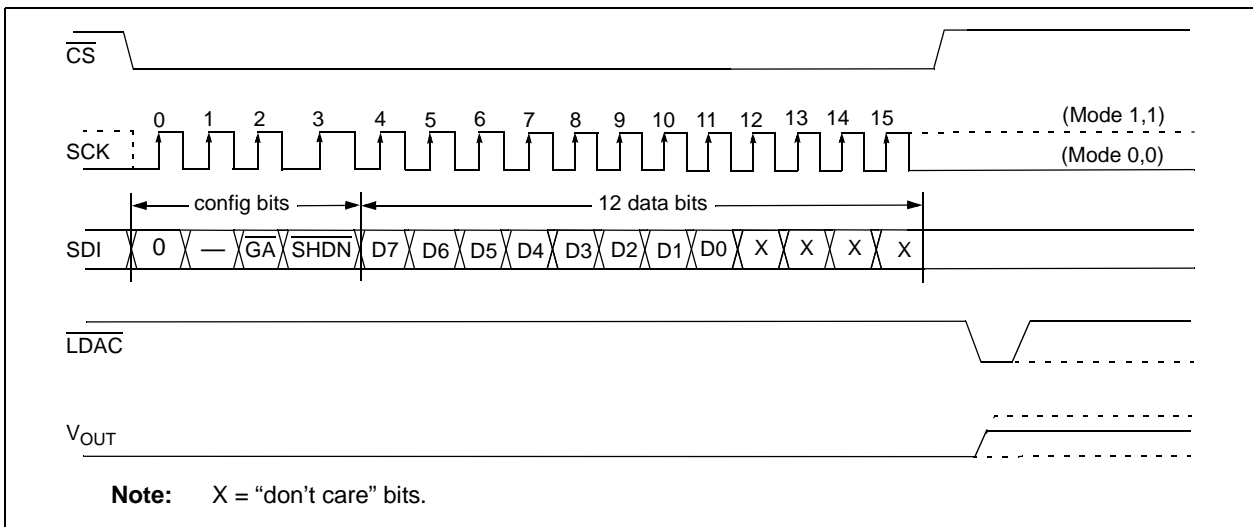 CS
0 1 2 3 4 5 6 7 8 9 10 11 12 13 14 15
(Mode 1,1)
SCK
(Mode 0,0)
config bits
12 data bits
SDI 0 — GA SHDN D7 D6 D5 D4 D3 D2 D1 D0 X X X X
LDAC
VOUT
Note: X = “don’t care” bits.